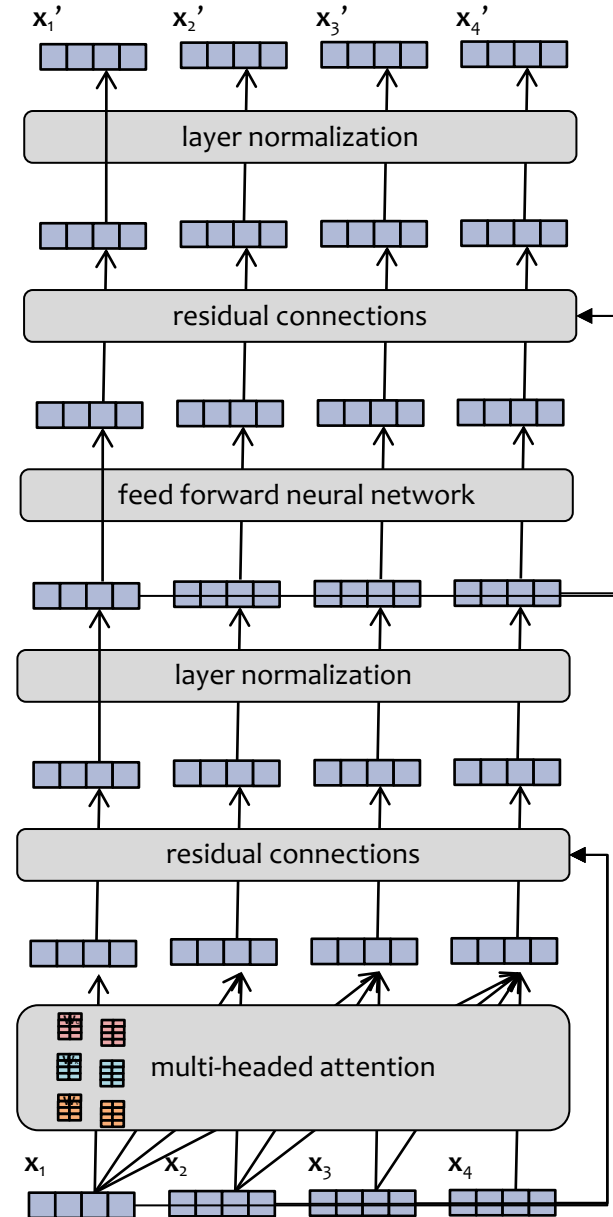 x₁’ x₂’ x₃’ x₄’
layer normalization
residual connections
feed forward neural network
layer normalization
residual connections
multi-headed attention
x₁ x₂ x₃ x₄